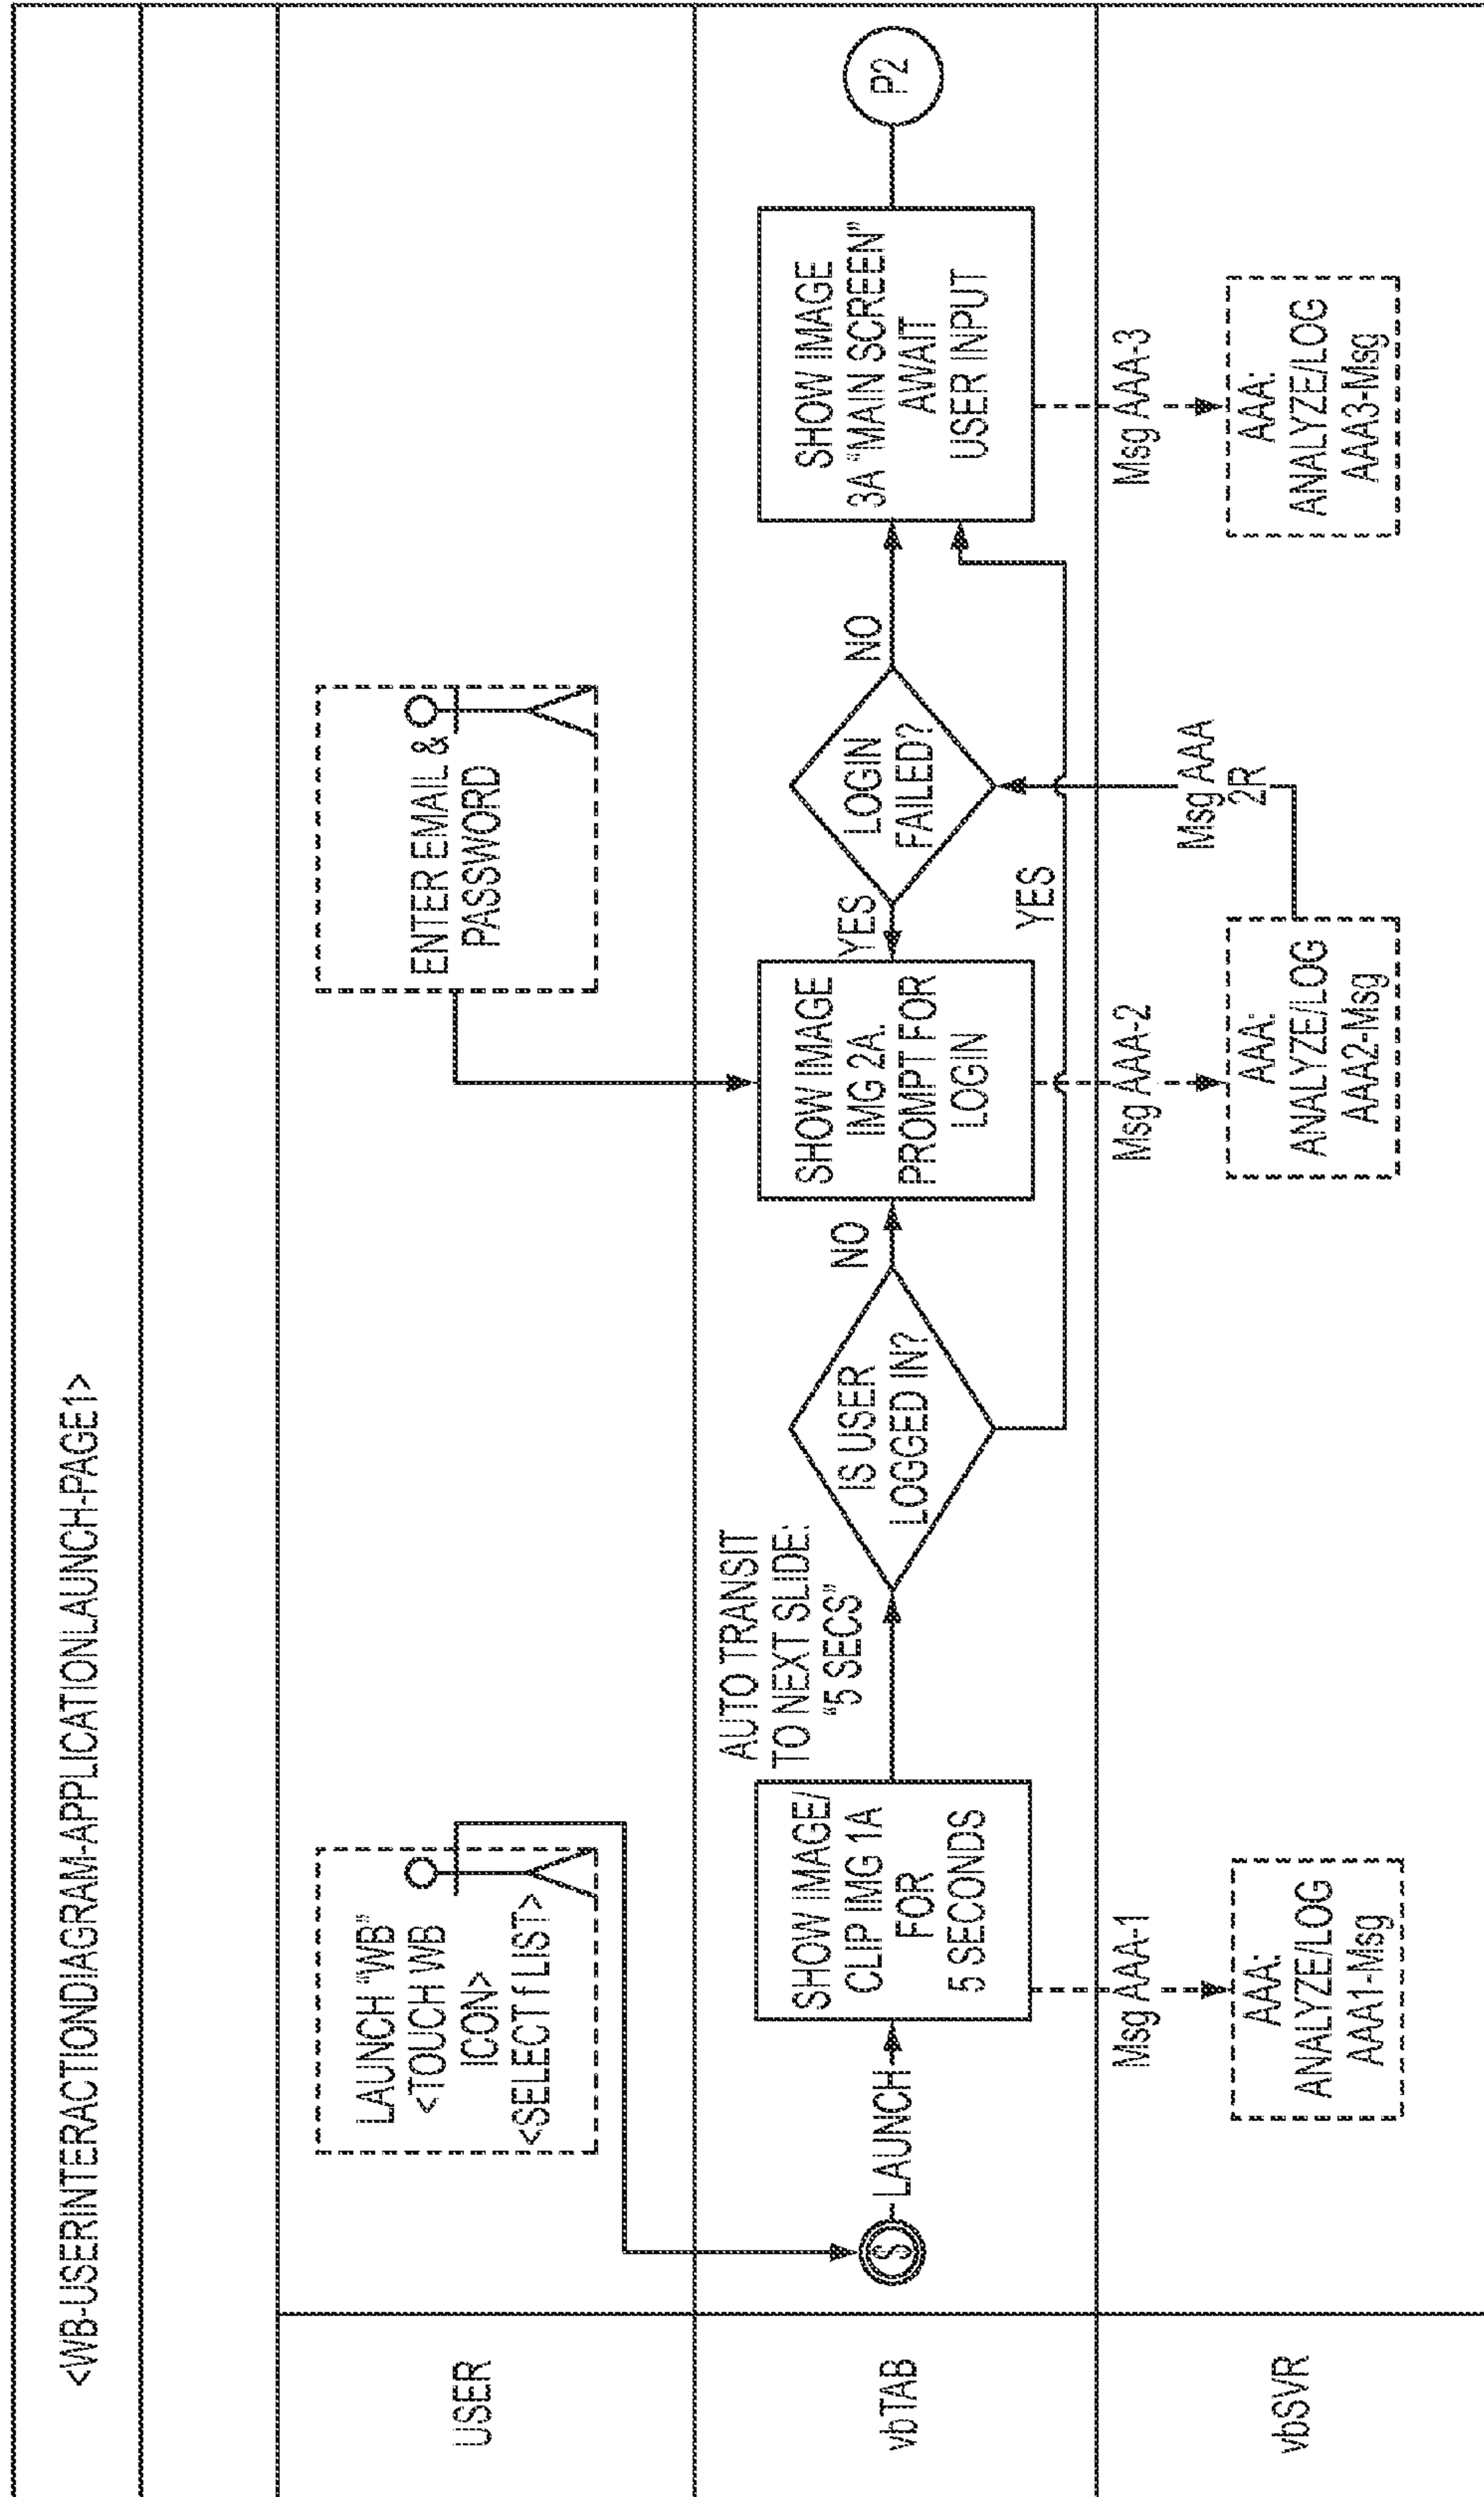 <WB-USERINTERACTIONDIAGRAM-APPLICATIONLAUNCH-PAGE1>
USER
LAUNCH "WB"
<TOUCH WB
ICON>
<SELECT f LIST>
ENTER EMAIL &
PASSWORD
vbTAB
S
LAUNCH
SHOW IMAGE/
CLIP IMG 1A
FOR
5 SECONDS
AUTO TRANSIT
TO NEXT SLIDE:
"5 SECS"
IS USER
LOGGED IN?
NO
YES
SHOW IMAGE
IMG 2A.
PROMPT FOR
LOGIN
YES
LOGIN
FAILED?
NO
SHOW IMAGE
3A "MAIN SCREEN"
AWAIT
USER INPUT
P2
vbSVR
Msg AAA-1
AAA:
ANALYZE/LOG
AAA1-Msg
Msg AAA-2
AAA:
ANALYZE/LOG
AAA2-Msg
Msg AAA
2R
Msg AAA-3
AAA:
ANALYZE/LOG
AAA3-Msg